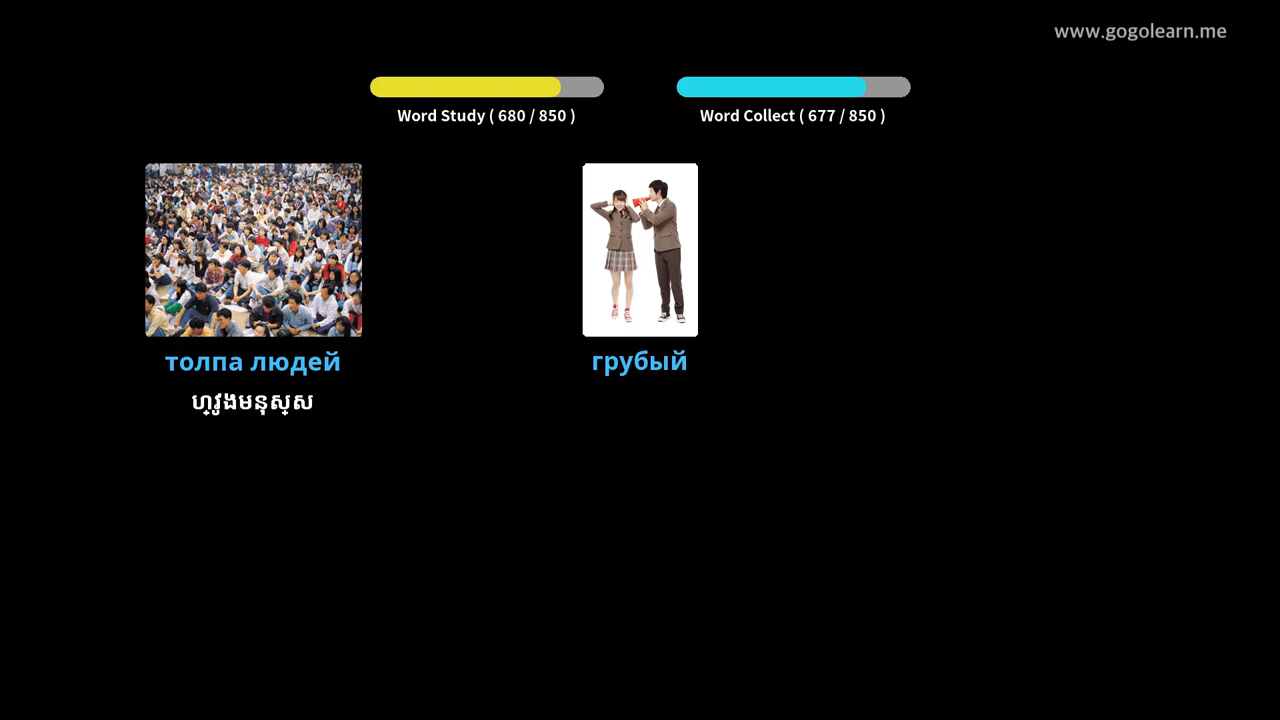 www.gogolearn.me
Word Study ( 680 / 850 )
Word Collect ( 677 / 850 )
толпа людей
грубый
ហ្វូងមនុស្ស